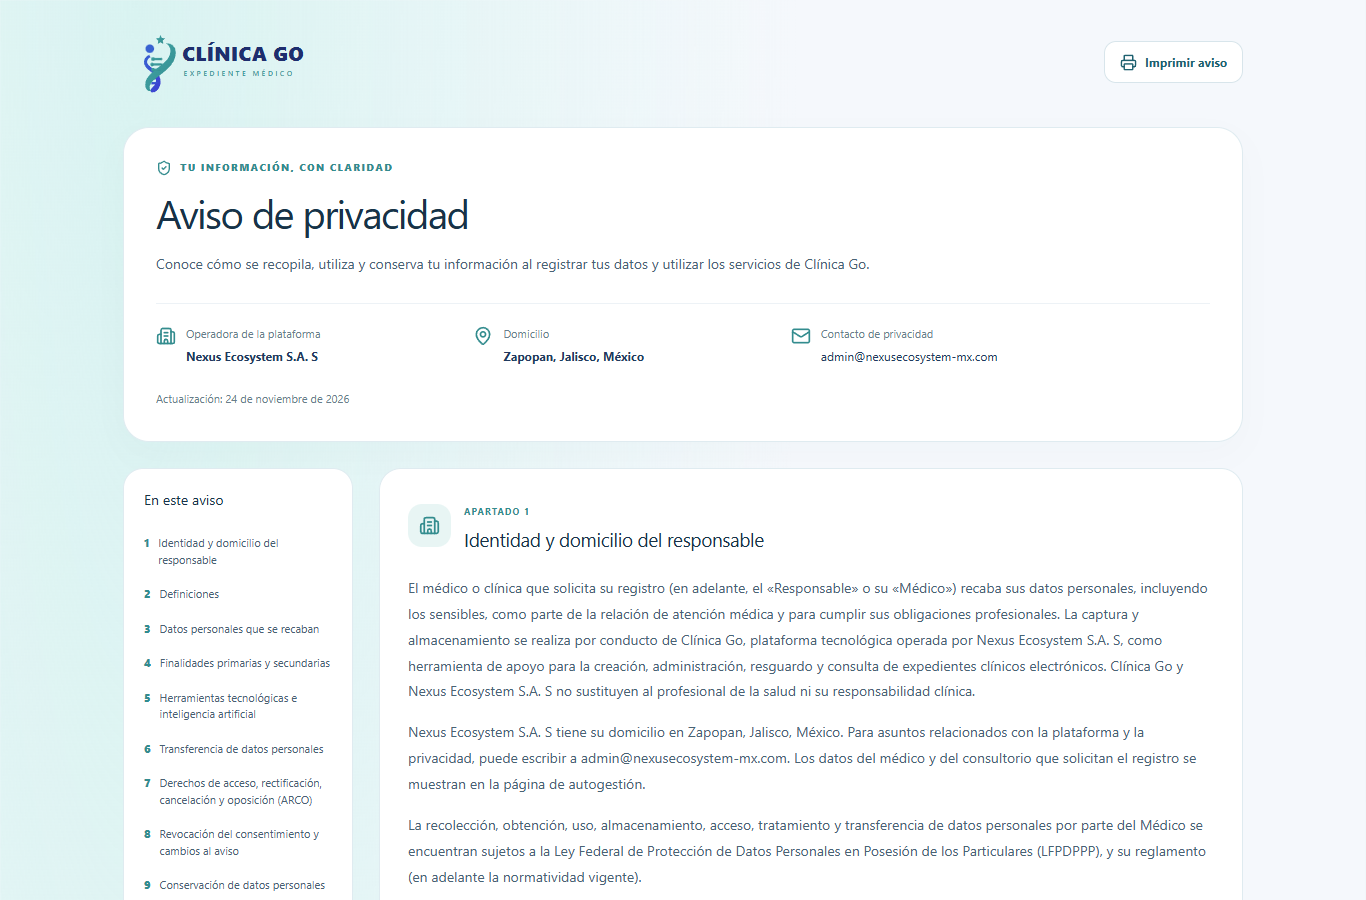 CLÍNICA GO
EXPEDIENTE MÉDICO
Imprimir aviso
TU INFORMACIÓN, CON CLARIDAD
Aviso de privacidad
Conoce cómo se recopila, utiliza y conserva tu información al registrar tus datos y utilizar los servicios de Clínica Go.
Operadora de la plataforma
Nexus Ecosystem S.A. S
Domicilio
Zapopan, Jalisco, México
Contacto de privacidad
admin@nexusecosystem-mx.com
Actualización: 24 de noviembre de 2026
En este aviso
1 Identidad y domicilio del
responsable
2 Definiciones
3 Datos personales que se recaban
4 Finalidades primarias y secundarias
5 Herramientas tecnológicas e
inteligencia artificial
6 Transferencia de datos personales
7 Derechos de acceso, rectificación,
cancelación y oposición (ARCO)
8 Revocación del consentimiento y
cambios al aviso
9 Conservación de datos personales
APARTADO 1
Identidad y domicilio del responsable
El médico o clínica que solicita su registro (en adelante, el «Responsable» o su «Médico») recaba sus datos personales, incluyendo
los sensibles, como parte de la relación de atención médica y para cumplir sus obligaciones profesionales. La captura y
almacenamiento se realiza por conducto de Clínica Go, plataforma tecnológica operada por Nexus Ecosystem S.A. S, como
herramienta de apoyo para la creación, administración, resguardo y consulta de expedientes clínicos electrónicos. Clínica Go y
Nexus Ecosystem S.A. S no sustituyen al profesional de la salud ni su responsabilidad clínica.
Nexus Ecosystem S.A. S tiene su domicilio en Zapopan, Jalisco, México. Para asuntos relacionados con la plataforma y la
privacidad, puede escribir a admin@nexusecosystem-mx.com. Los datos del médico y del consultorio que solicitan el registro se
muestran en la página de autogestión.
La recolección, obtención, uso, almacenamiento, acceso, tratamiento y transferencia de datos personales por parte del Médico se
encuentran sujetos a la Ley Federal de Protección de Datos Personales en Posesión de los Particulares (LFPDPPP), y su reglamento
(en adelante la normatividad vigente).